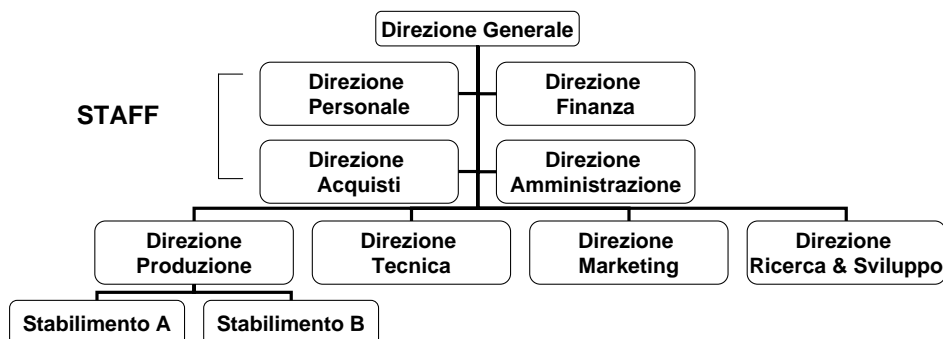 Direzione Generale
Direzione
Personale
Direzione
Finanza
STAFF
Direzione
Acquisti
Direzione
Amministrazione
Direzione
Produzione
Direzione
Tecnica
Direzione
Marketing
Direzione
Ricerca & Sviluppo
Stabilimento A
Stabilimento B